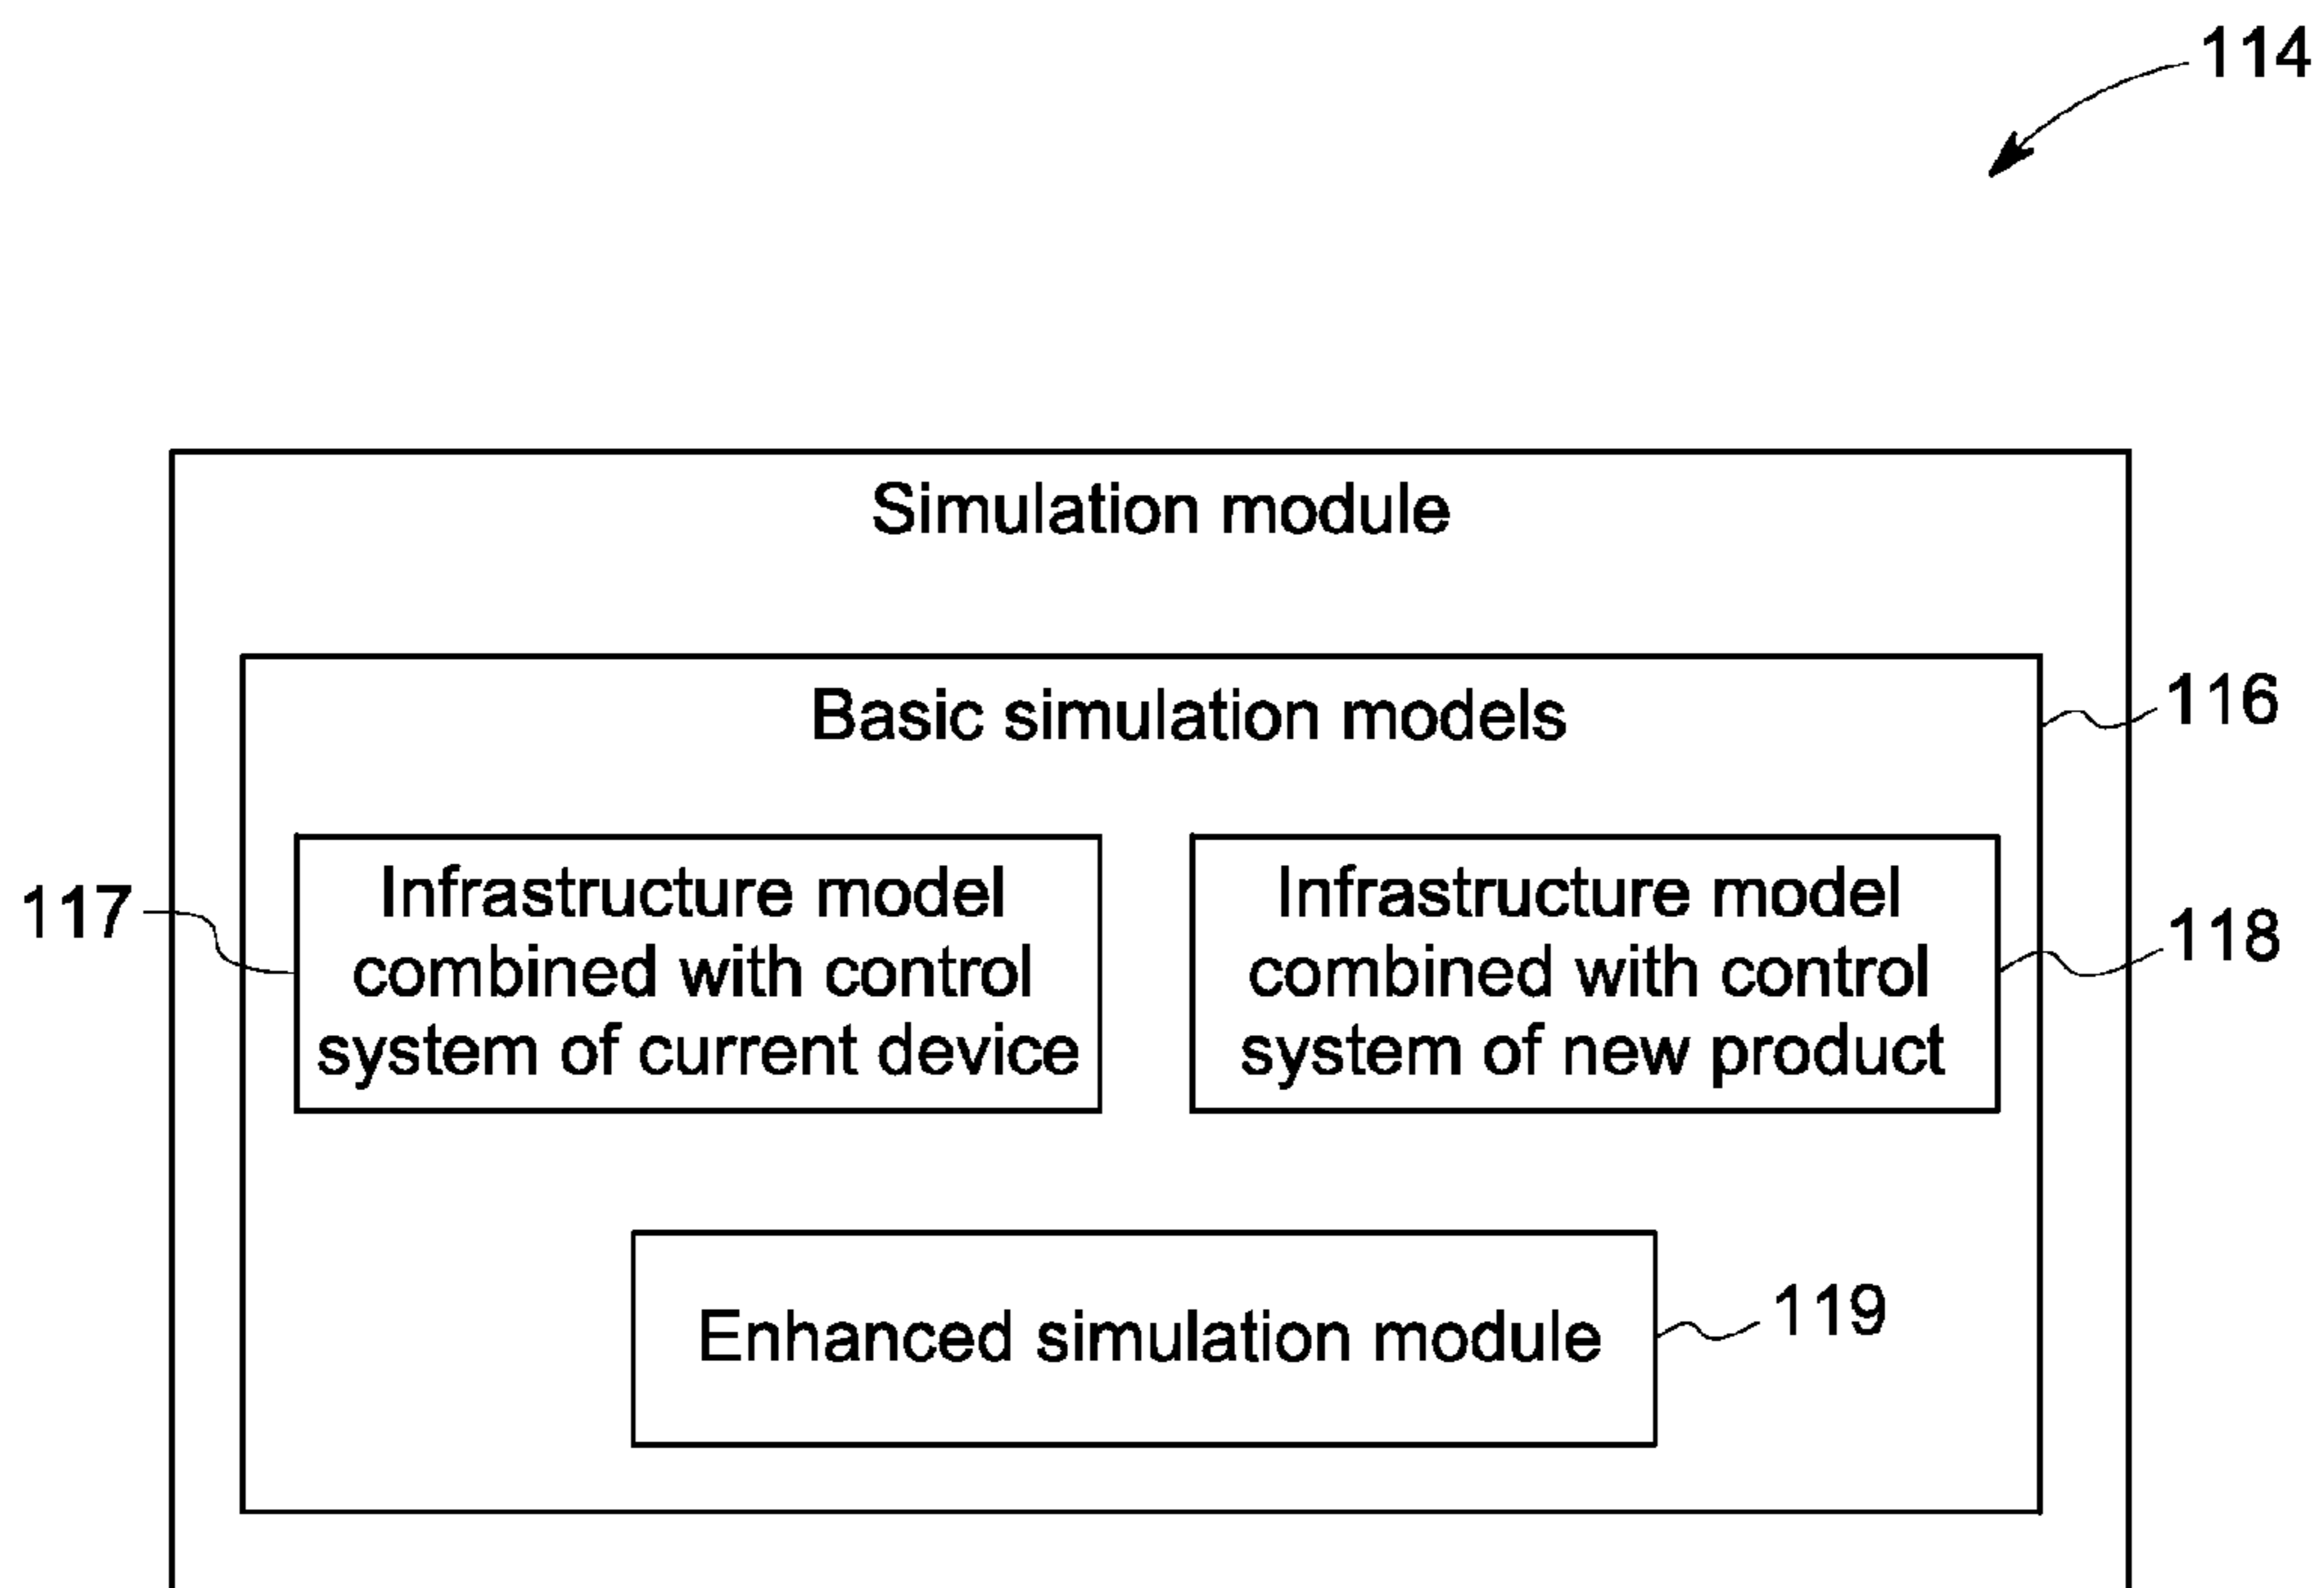 114
Simulation module
Basic simulation models
116
117
Infrastructure model
combined with control
system of current device
Infrastructure model
combined with control
system of new product
118
Enhanced simulation module
119